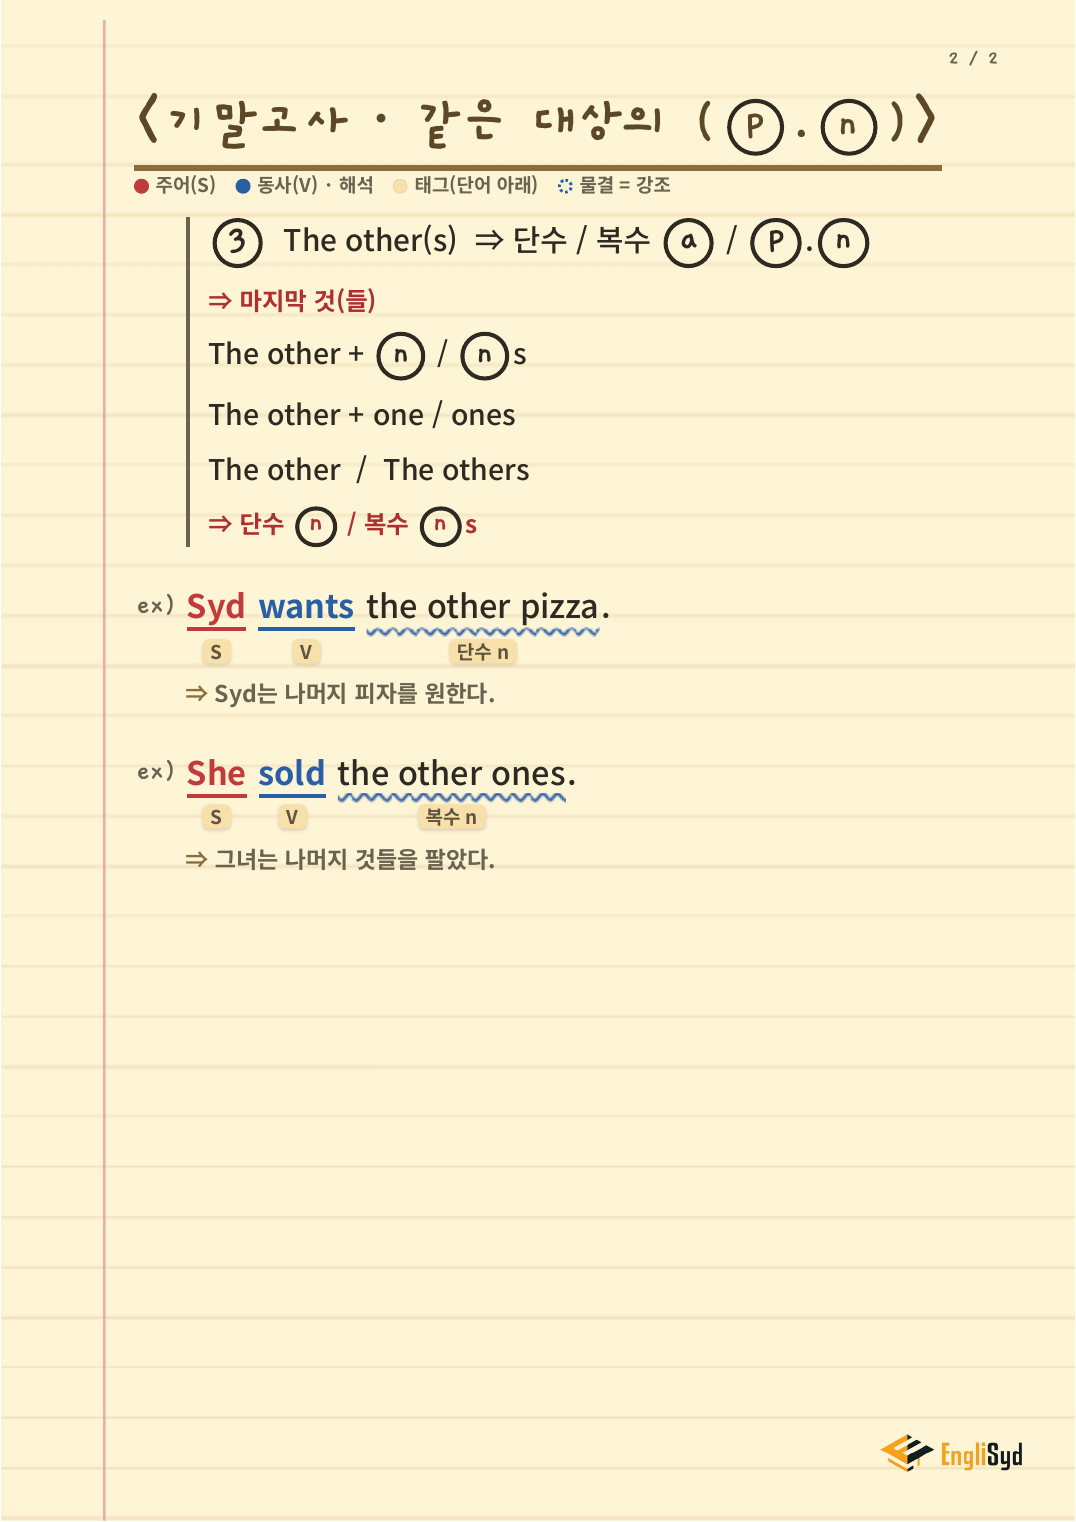 2 / 2
〈기말고사 · 같은 대상의 (ⓟ.ⓝ)〉
주어(S) 동사(V) · 해석 태그(단어 아래) 물결 = 강조
③ The other(s) ⇒ 단수 / 복수 ⓐ / ⓟ.ⓝ
⇒ 마지막 것(들)
The other + ⓝ / ⓝs
The other + one / ones
The other / The others
⇒ 단수 ⓝ / 복수 ⓝs
ex) Syd wants the other pizza.
S V 단수 n
⇒ Syd는 나머지 피자를 원한다.
ex) She sold the other ones.
S V 복수 n
⇒ 그녀는 나머지 것들을 팔았다.
EngliSyd